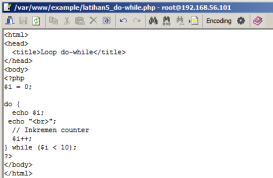 /var/www/example/latihan5_do-while.php - root@192.168.56.101
Encoding
<html>
<head>
  <title>Loop do-while</title>
</head>
<body>
<?php
$i = 0;

do {
  echo $i;
  echo "<br>";
  // Inkremen counter
  $i++;
} while ($i < 10);
?>
</body>
</html>